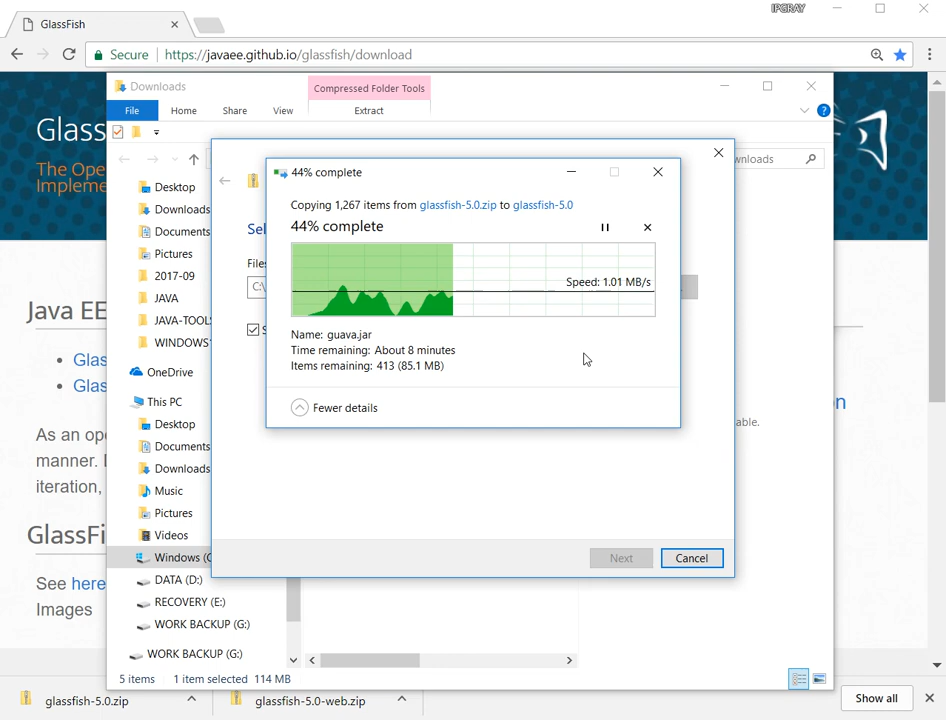 IPGRAY
GlassFish
Secure https://javaee.github.io/glassfish/download
Downloads
Compressed Folder Tools
File Home Share View Extract
Glass
The Ope
Impleme
wnloads
Desktop
Downloads
Documents
Pictures
2017-09
JAVA
JAVA-TOOL
WINDOWS
OneDrive
This PC
Desktop
Documents
Downloads
Music
Pictures
Videos
Windows (C
DATA (D:)
RECOVERY (E:)
WORK BACKUP (G:)
WORK BACKUP (G:)
5 items 1 item selected 114 MB
Sel
Files
C:\
44% complete
Copying 1,267 items from glassfish-5.0.zip to glassfish-5.0
44% complete
Speed: 1.01 MB/s
Name: guava.jar
Time remaining: About 8 minutes
Items remaining: 413 (85.1 MB)
Fewer details
able.
Next Cancel
Java EE
Glas
Glas
on
As an ope
manner.
iteration,
GlassFi
See here
Images
glassfish-5.0.zip
glassfish-5.0-web.zip
Show all